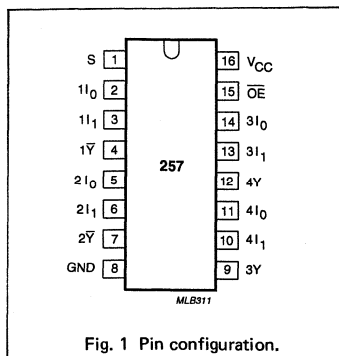 S 1
1I0 2
1I1 3
1Y̅ 4
2I0 5
2I1 6
2Y̅ 7
GND 8
257
16 VCC
15 O̅E̅
14 3I0
13 3I1
12 4Y
11 4I0
10 4I1
9 3Y
MLB311
Fig. 1 Pin configuration.